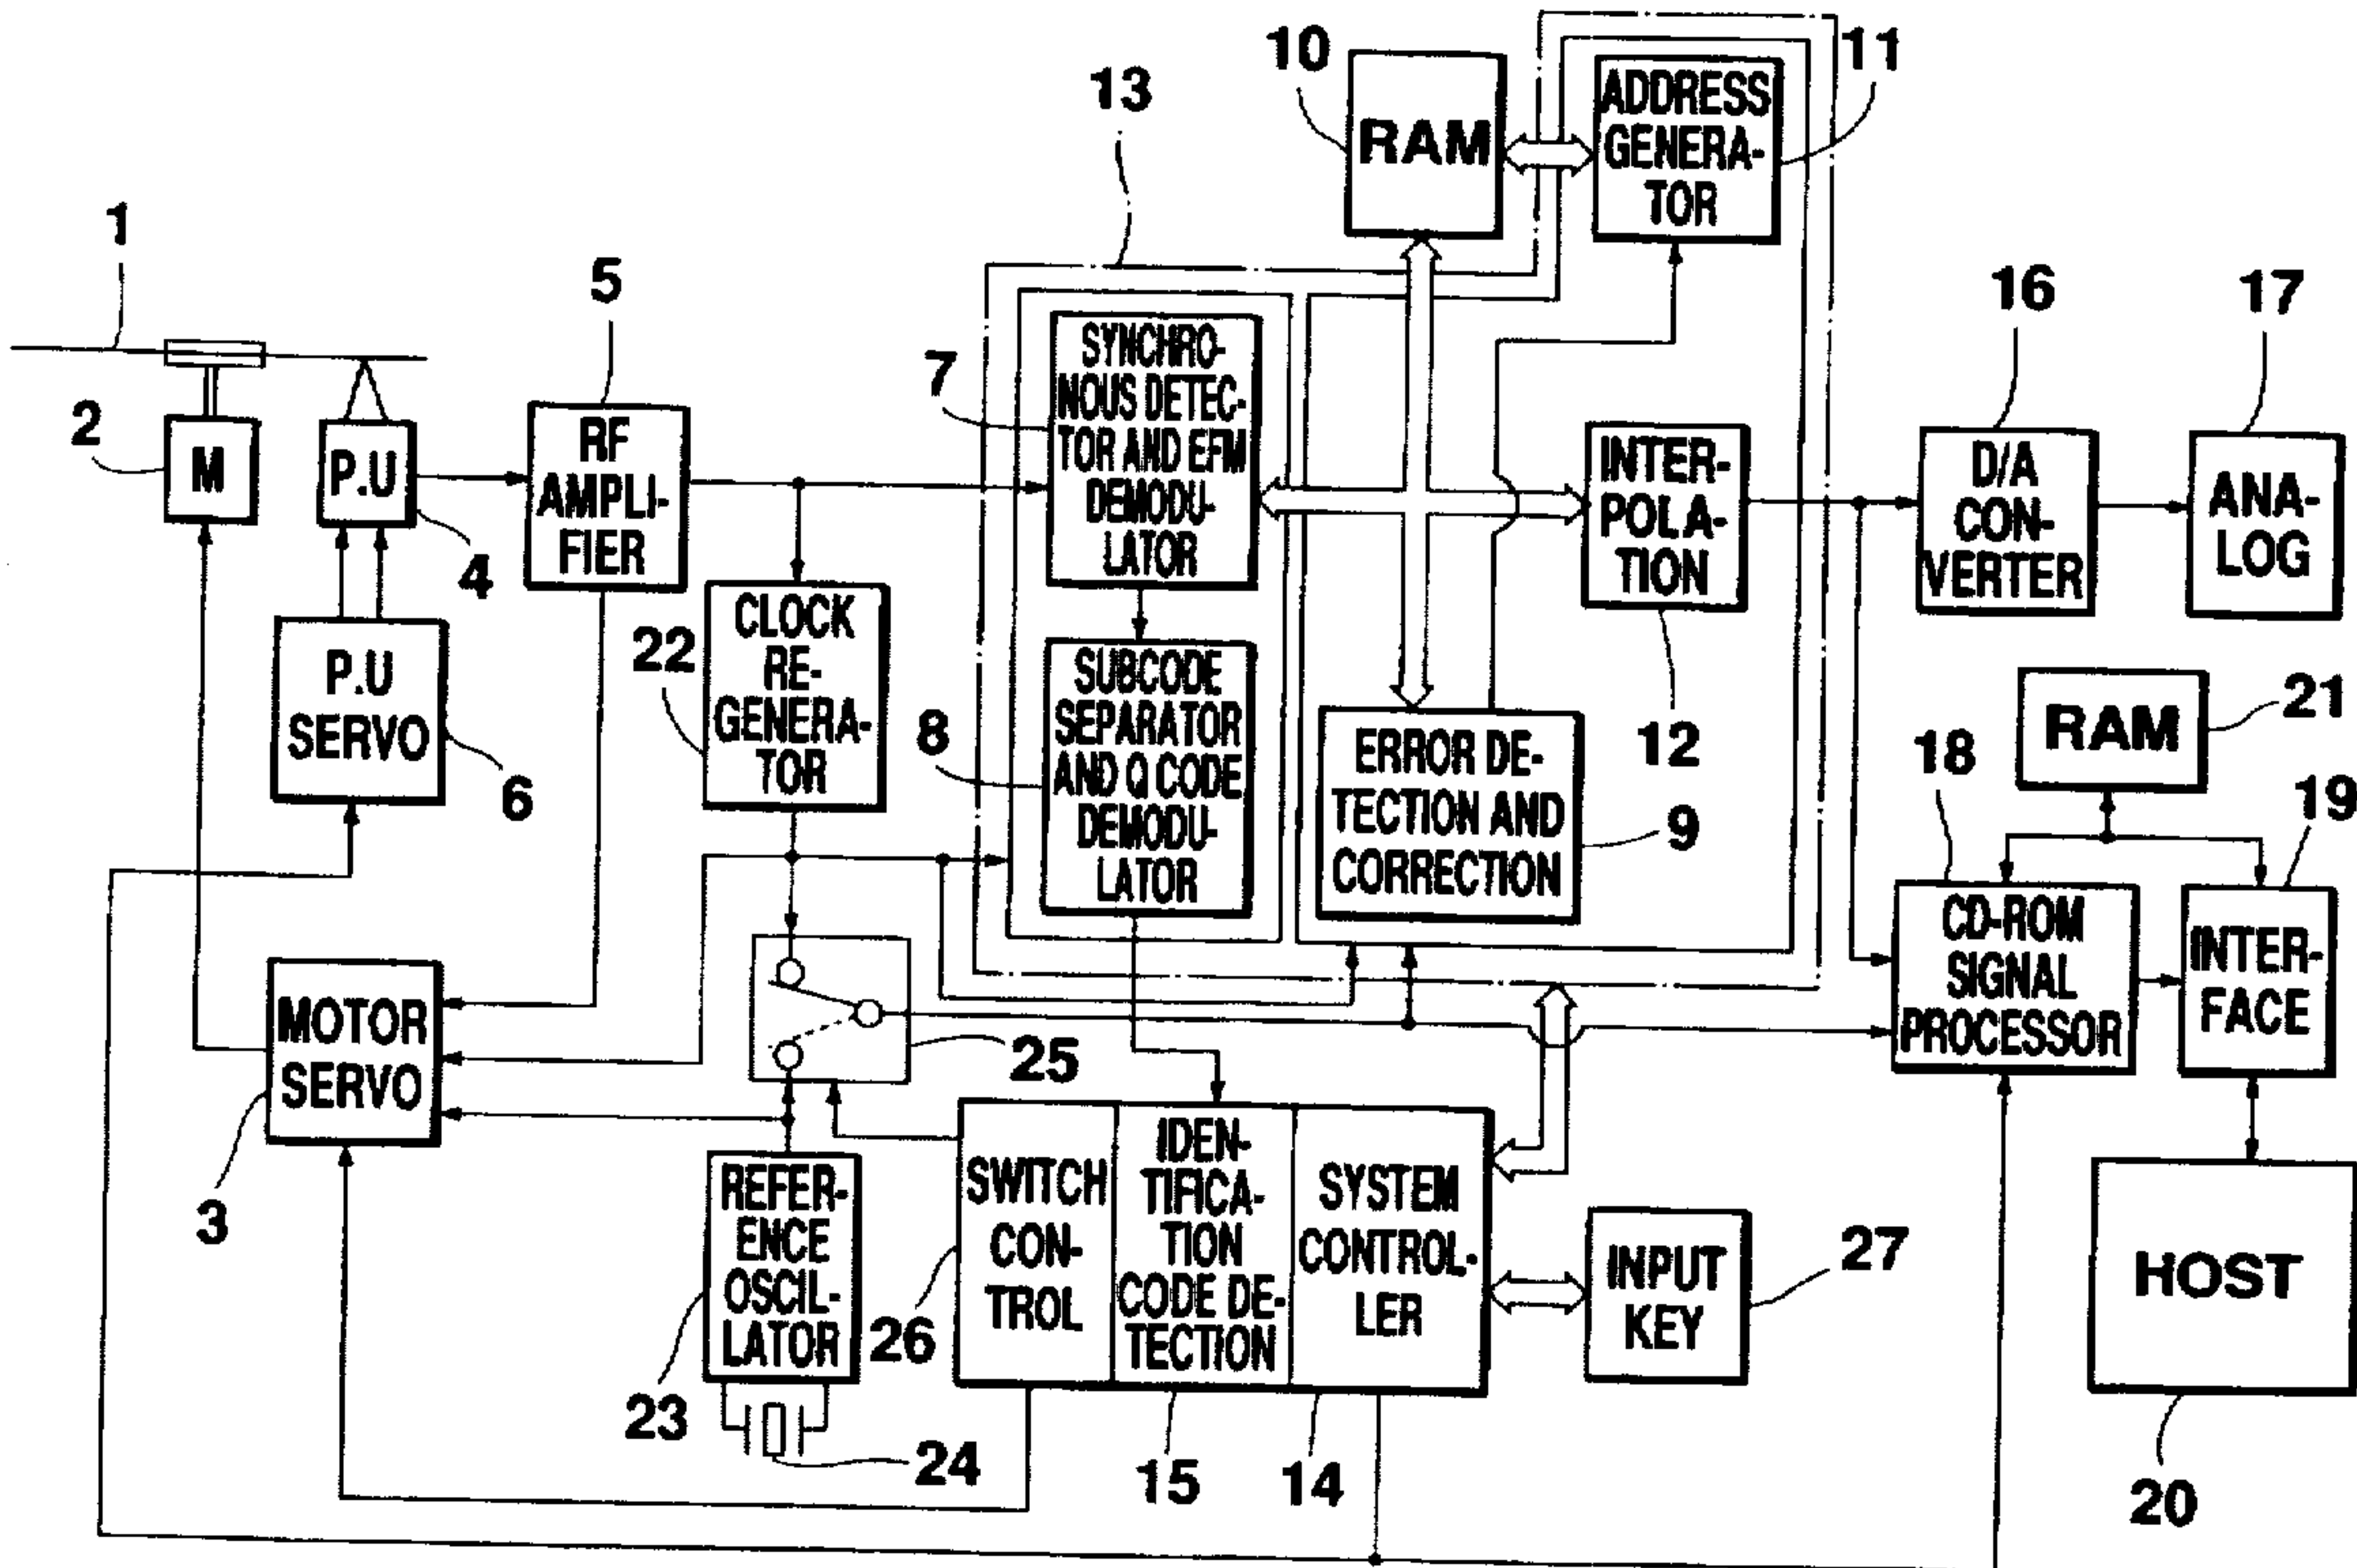 10
11
13
RAM
ADDRESS
GENERA-
TOR
1
5
16
17
2
M
P.U
4
RF
AMPLI-
FIER
7
SYNCHRO-
NOUS DETEC-
TOR AND EFM
DEMODU-
LATOR
INTER-
POLA-
TION
12
D/A
CON-
VERTER
ANA-
LOG
P.U
SERVO
6
22
CLOCK
RE-
GENERA-
TOR
8
SUBCODE
SEPARATOR
AND Q CODE
DEMODU-
LATOR
ERROR DE-
TECTION AND
CORRECTION
9
RAM
21
18
19
CD-ROM
SIGNAL
PROCESSOR
INTER-
FACE
MOTOR
SERVO
3
25
REFER-
ENCE
OSCIL-
LATOR
23
24
SWITCH
CON-
TROL
26
IDEN-
TIFICA-
TION
CODE DE-
TECTION
15
SYSTEM
CONTROL-
LER
14
INPUT
KEY
27
HOST
20